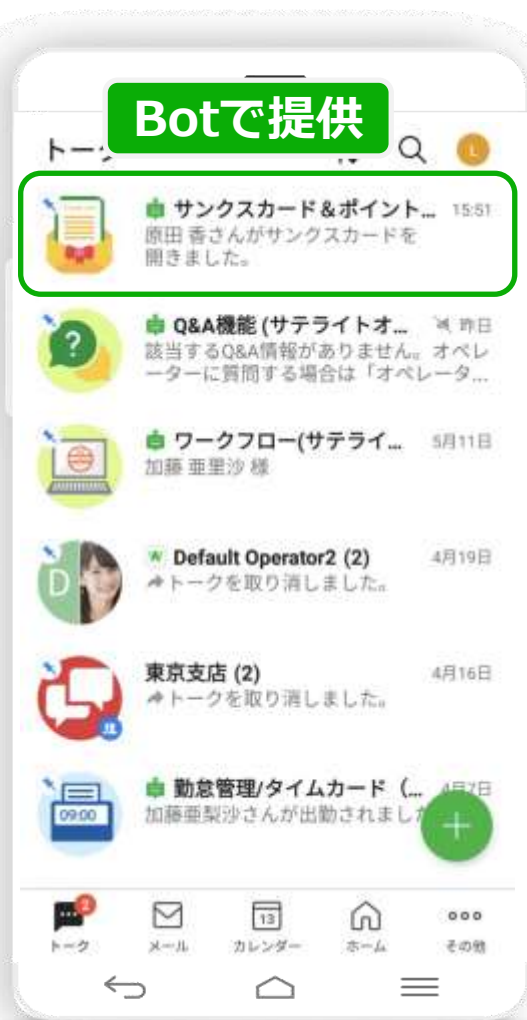 Botで提供
トーク
L
サンクスカード&ポイント... 15:51
原田 香さんがサンクスカードを
開きました。
Q&A機能 (サテライトオ... 昨日
該当するQ&A情報がありません。オペレ
ーターに質問する場合は「オペレータ...
ワークフロー(サテライ... 5月11日
加藤 亜里沙 様
D
W Default Operator2 (2) 4月19日
トークを取り消しました。
東京支店 (2) 4月16日
トークを取り消しました。
09:00
勤怠管理/タイムカード(... 4月7日
加藤亜梨沙さんが出勤されました
2
13
トーク メール カレンダー ホーム その他